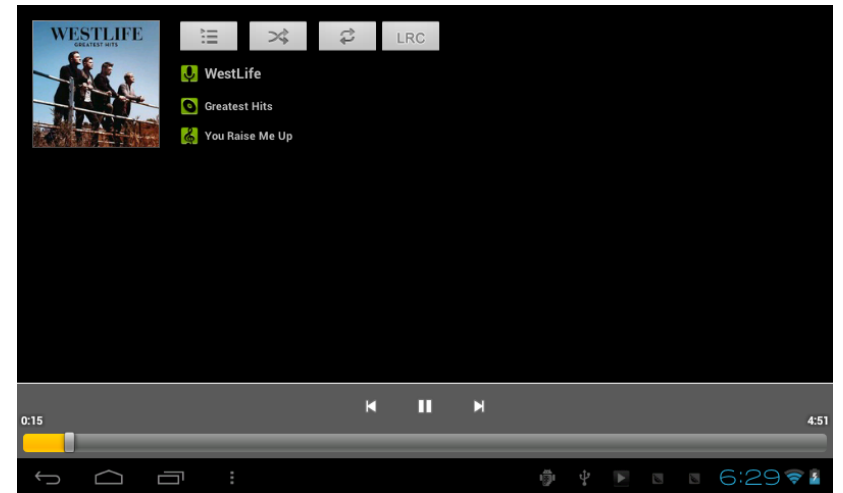 WESTLIFE
GREATEST HITS
LRC
WestLife
Greatest Hits
You Raise Me Up
0:15
4:51
6:29